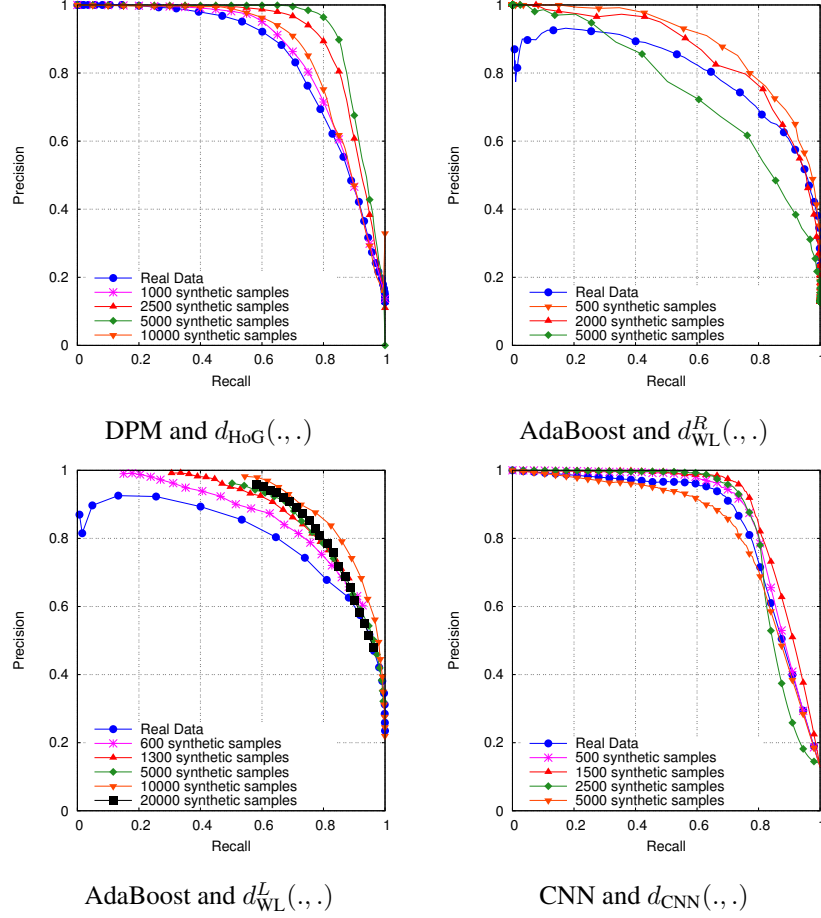 1
0.8
0.6
0.4
0.2
0
Precision
0 0.2 0.4 0.6 0.8 1
Recall
Real Data
1000 synthetic samples
2500 synthetic samples
5000 synthetic samples
10000 synthetic samples
DPM and d_HoG(.,.)
1
0.8
0.6
0.4
0.2
0
Precision
0 0.2 0.4 0.6 0.8 1
Recall
Real Data
500 synthetic samples
2000 synthetic samples
5000 synthetic samples
AdaBoost and d^R_WL(.,.)
1
0.8
0.6
0.4
0.2
0
Precision
0 0.2 0.4 0.6 0.8 1
Recall
Real Data
600 synthetic samples
1300 synthetic samples
5000 synthetic samples
10000 synthetic samples
20000 synthetic samples
AdaBoost and d^L_WL(.,.)
1
0.8
0.6
0.4
0.2
0
Precision
0 0.2 0.4 0.6 0.8 1
Recall
Real Data
500 synthetic samples
1500 synthetic samples
2500 synthetic samples
5000 synthetic samples
CNN and d_CNN(.,.)